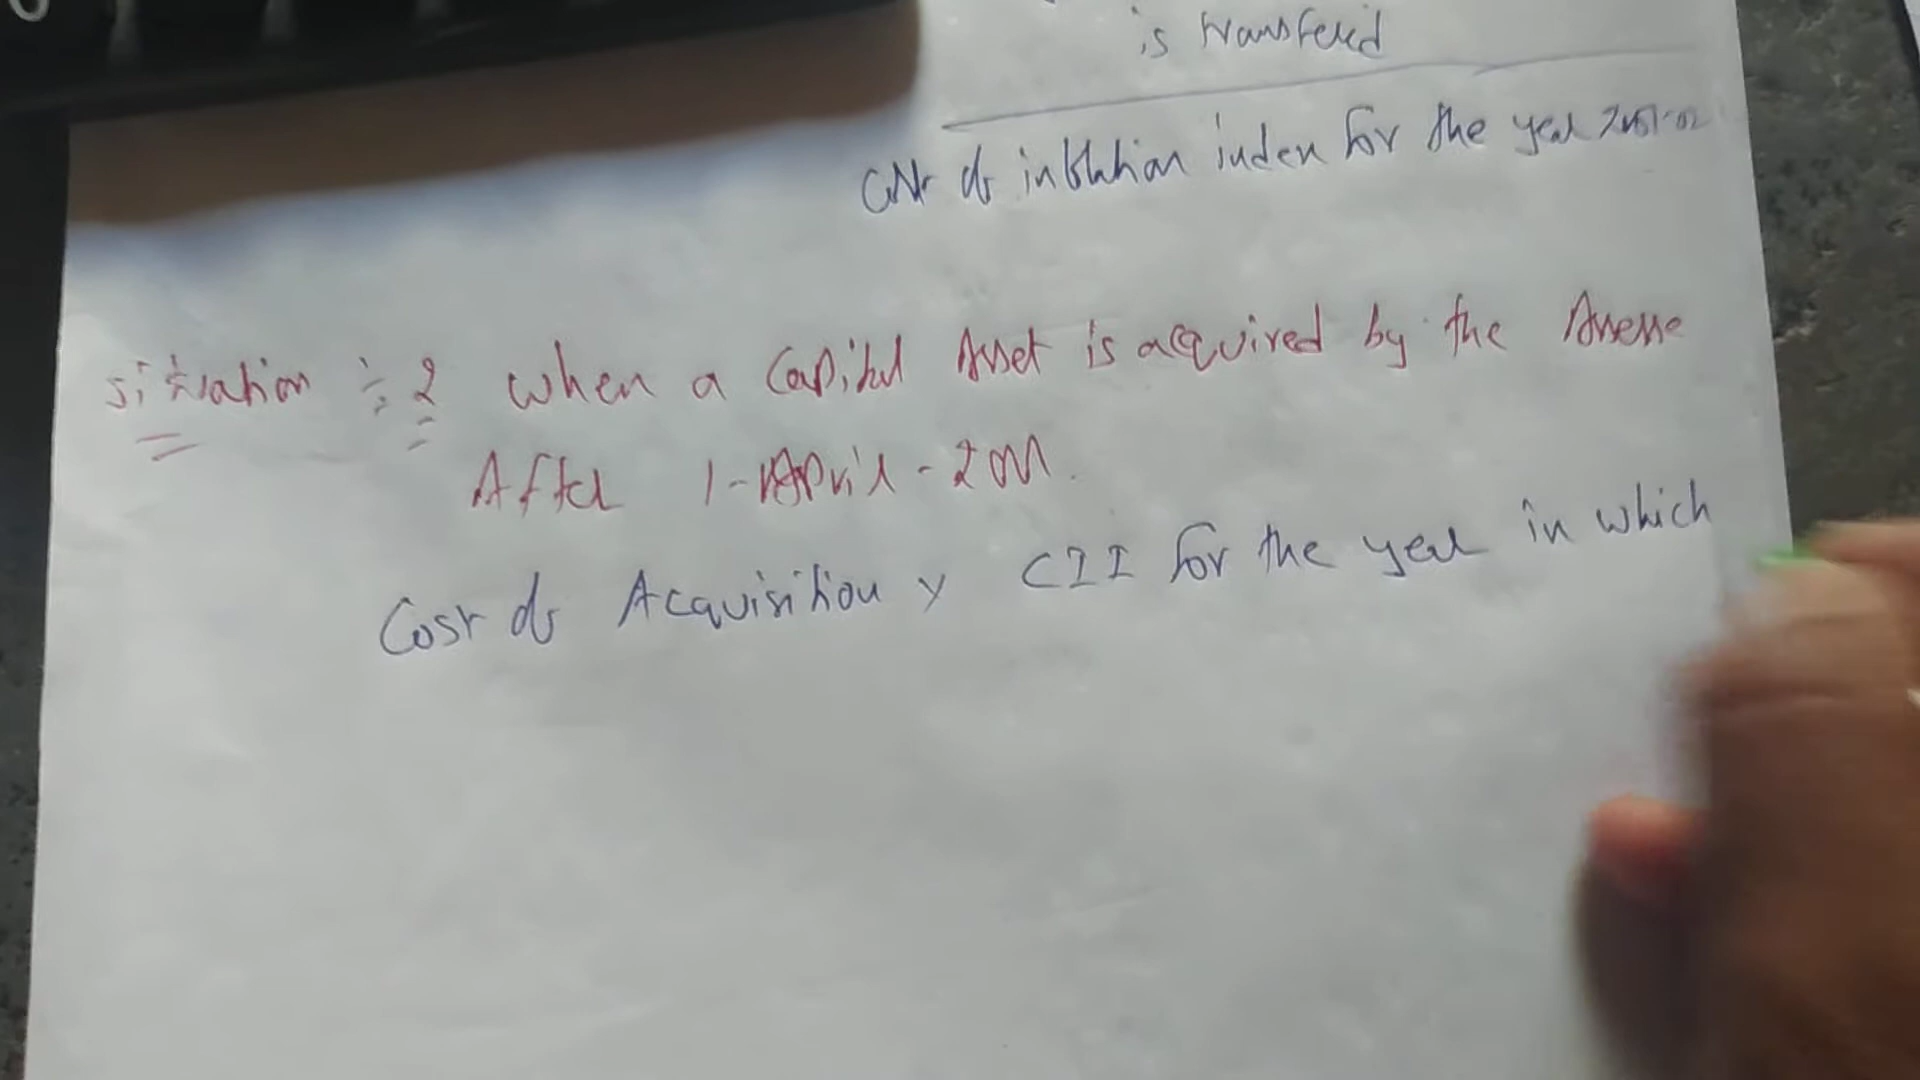 is transferred
Cost of inflation index for the year 2001-02
situation :- 2 when a Capital Asset is acquired by the Assesse
After 1-April-2001.
Cost of Acquisition x CII for the year in which